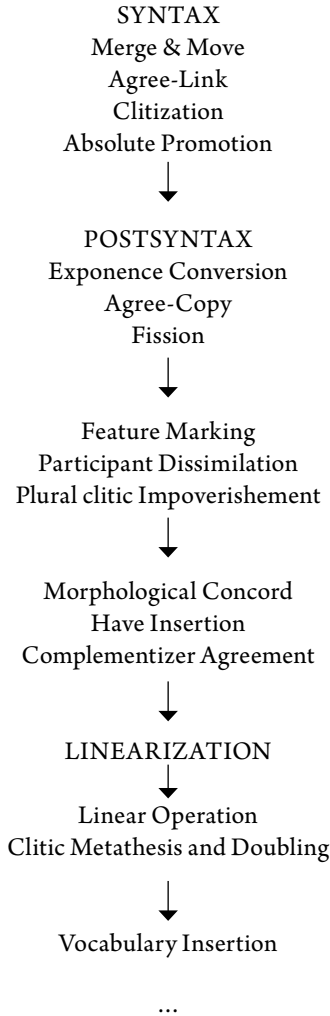 SYNTAX
Merge & Move
Agree-Link
Clitization
Absolute Promotion
POSTSYNTAX
Exponence Conversion
Agree-Copy
Fission
Feature Marking
Participant Dissimilation
Plural clitic Impoverishement
Morphological Concord
Have Insertion
Complementizer Agreement
LINEARIZATION
Linear Operation
Clitic Metathesis and Doubling
Vocabulary Insertion
...